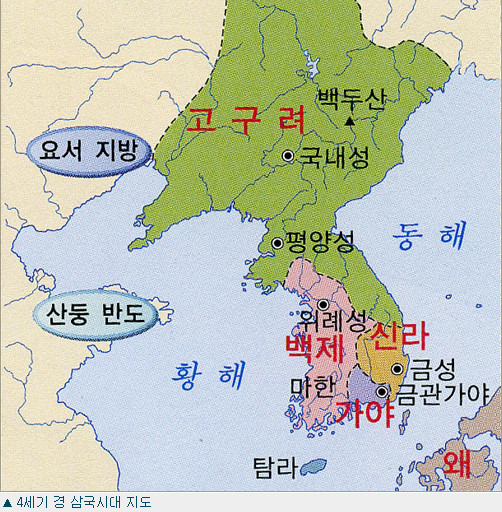 백두산
고구려
요서 지방
국내성
동해
평양성
산둥 반도
위례성
신라
백제
황해
금성
마한
금관가야
가야
탐라
왜
▲ 4세기 경 삼국시대 지도